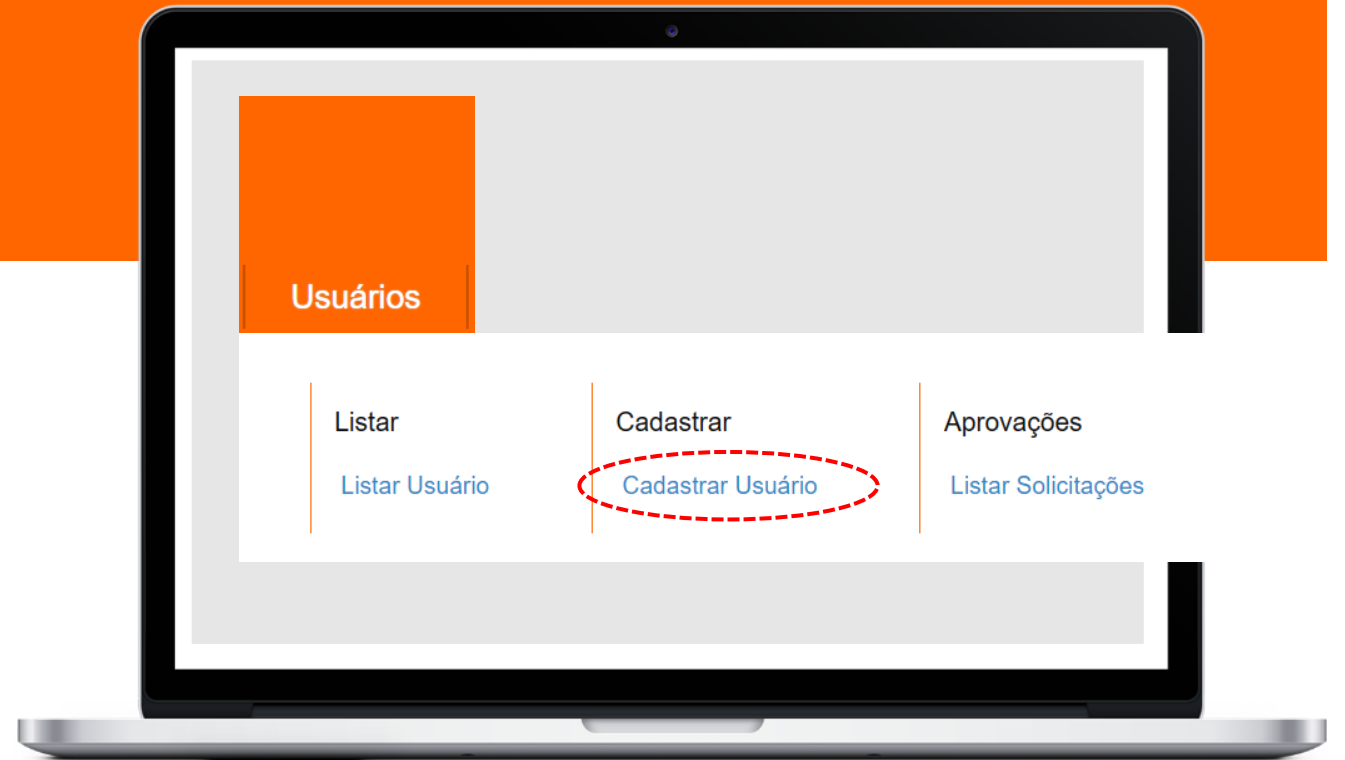 Usuários
Listar
Cadastrar
Aprovações
Listar Usuário
Cadastrar Usuário
Listar Solicitações